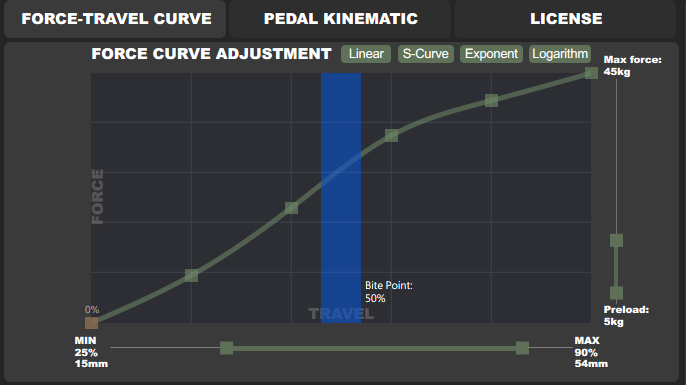 FORCE-TRAVEL CURVE PEDAL KINEMATIC LICENSE
FORCE CURVE ADJUSTMENT Linear S-Curve Exponent Logarithm
Max force:
45kg
FORCE
Bite Point:
50%
0%
TRAVEL
Preload:
5kg
MIN
25%
15mm
MAX
90%
54mm